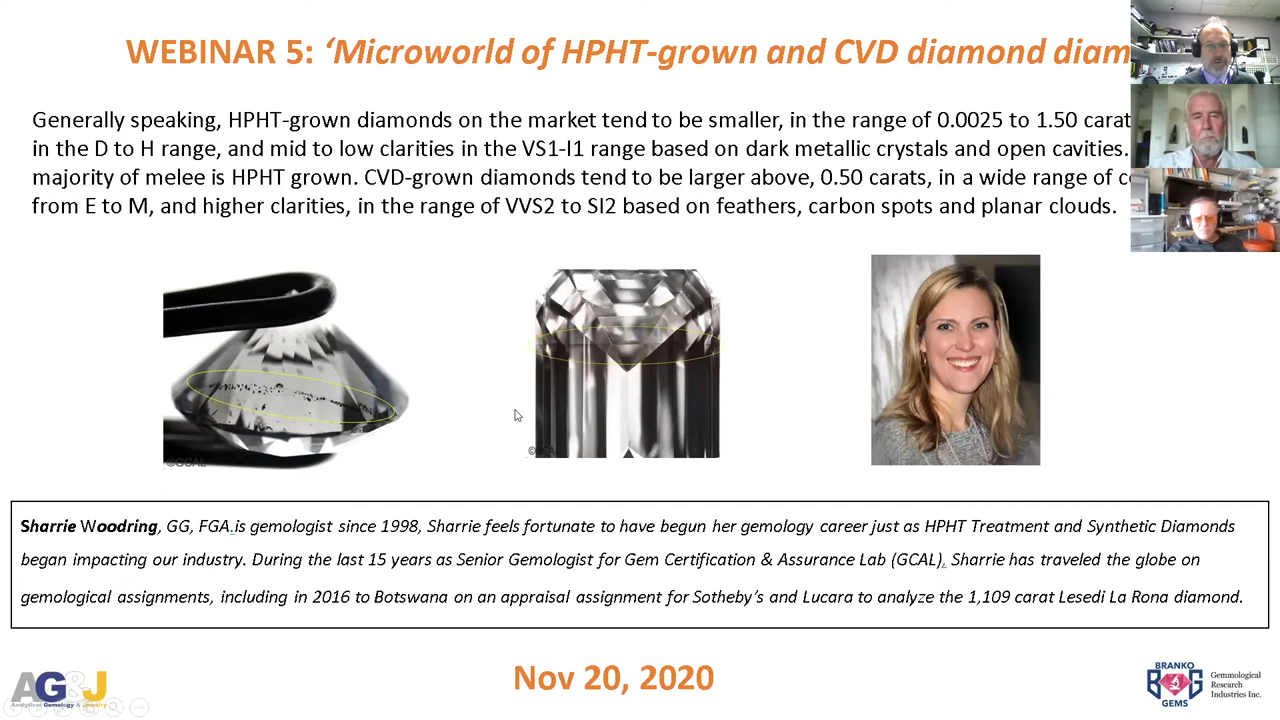 WEBINAR 5: ‘Microworld of HPHT-grown and CVD diamond diam
Generally speaking, HPHT-grown diamonds on the market tend to be smaller, in the range of 0.0025 to 1.50 carat
in the D to H range, and mid to low clarities in the VS1-I1 range based on dark metallic crystals and open cavities.
majority of melee is HPHT grown. CVD-grown diamonds tend to be larger above, 0.50 carats, in a wide range of
from E to M, and higher clarities, in the range of VVS2 to SI2 based on feathers, carbon spots and planar clouds.
©GCAL
Sharrie Woodring, GG, FGA.is gemologist since 1998, Sharrie feels fortunate to have begun her gemology career just as HPHT Treatment and Synthetic Diamonds
began impacting our industry. During the last 15 years as Senior Gemologist for Gem Certification & Assurance Lab (GCAL), Sharrie has traveled the globe on
gemological assignments, including in 2016 to Botswana on an appraisal assignment for Sotheby’s and Lucara to analyze the 1,109 carat Lesedi La Rona diamond.
Nov 20, 2020
AG&J
Analytical Gemology & Jewelry
BRANKO
GEMS
Gemmological
Research
Industries Inc.